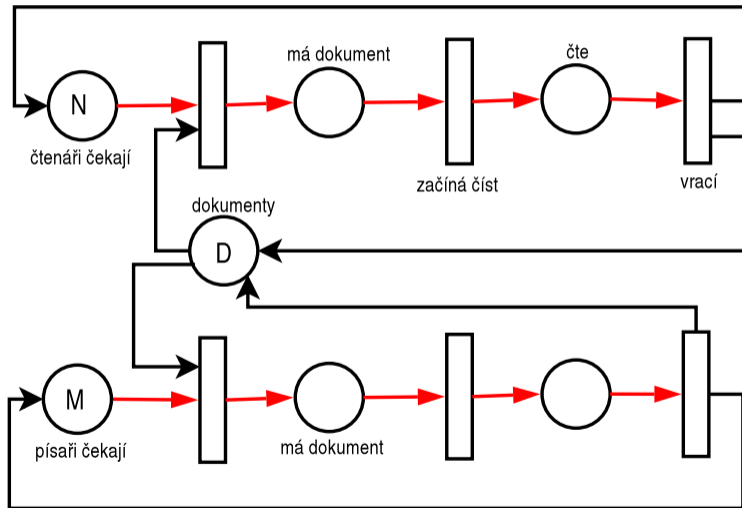 má dokument
čte
N
čtenáři čekají
začíná číst
vrací
dokumenty
D
M
písaři čekají
má dokument